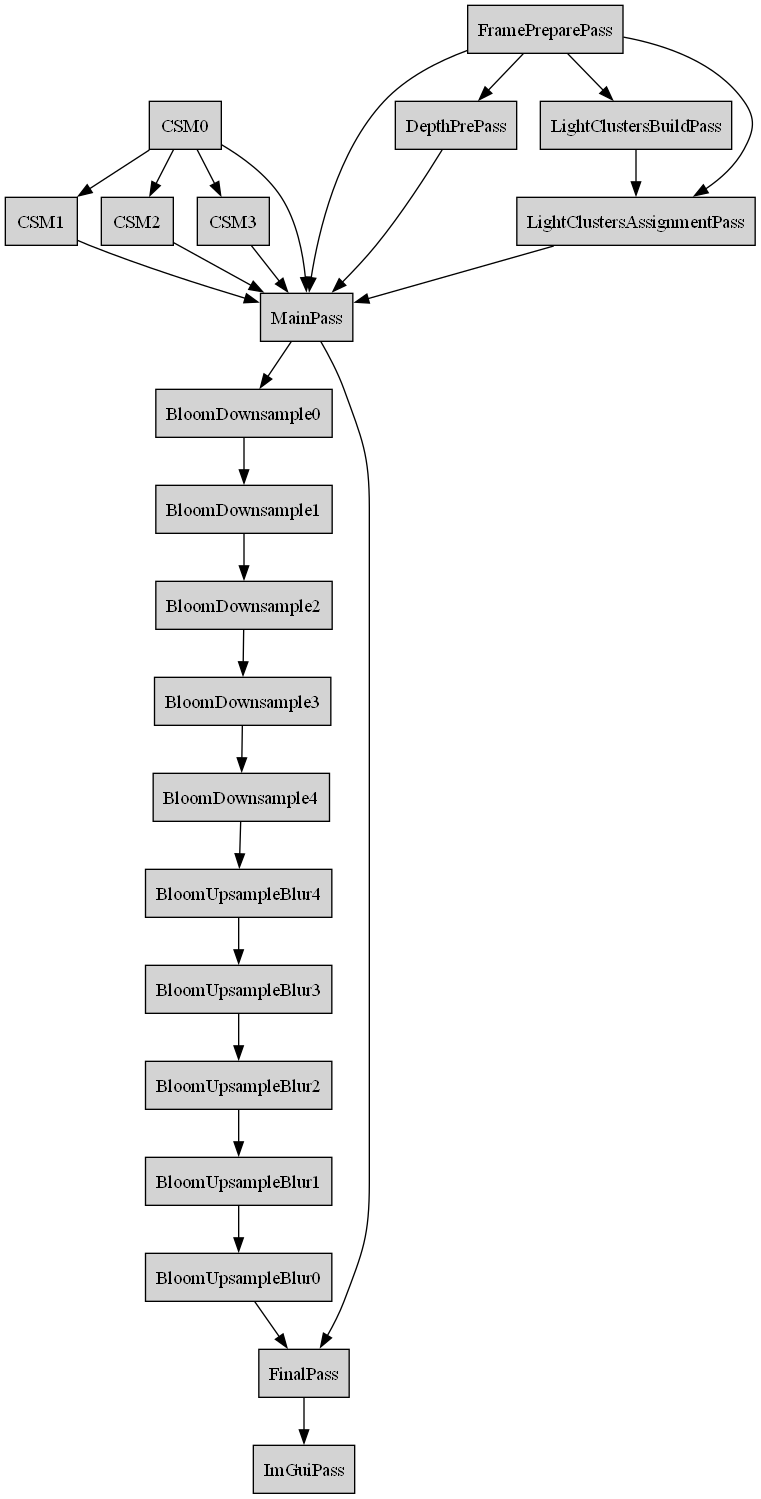 FramePreparePass
CSM0
DepthPrePass
LightClustersBuildPass
CSM1
CSM2
CSM3
LightClustersAssignmentPass
MainPass
BloomDownsample0
BloomDownsample1
BloomDownsample2
BloomDownsample3
BloomDownsample4
BloomUpsampleBlur4
BloomUpsampleBlur3
BloomUpsampleBlur2
BloomUpsampleBlur1
BloomUpsampleBlur0
FinalPass
ImGuiPass